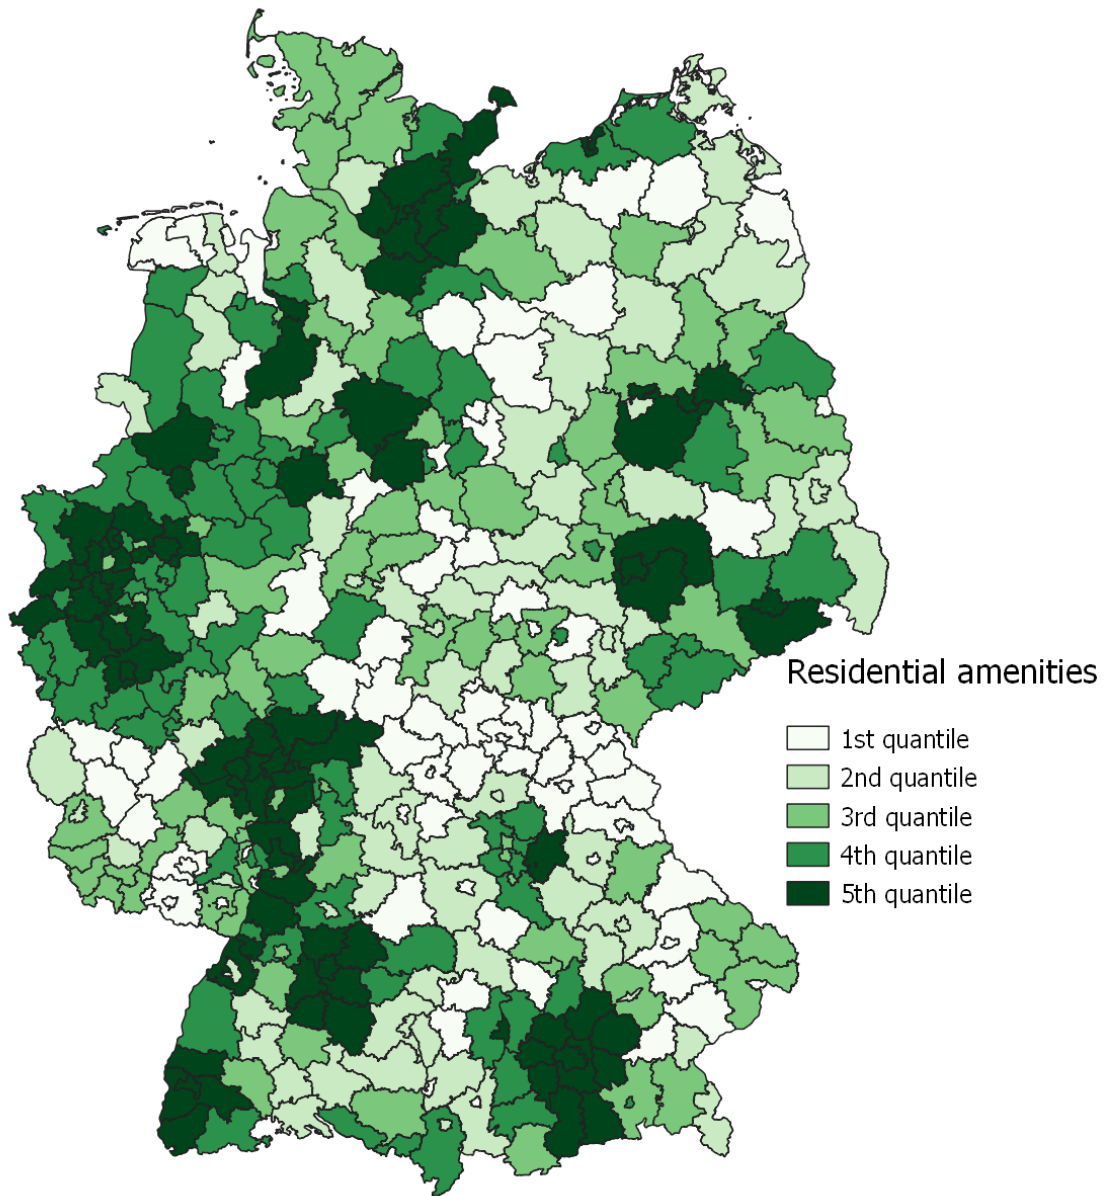 Residential amenities
1st quantile
2nd quantile
3rd quantile
4th quantile
5th quantile